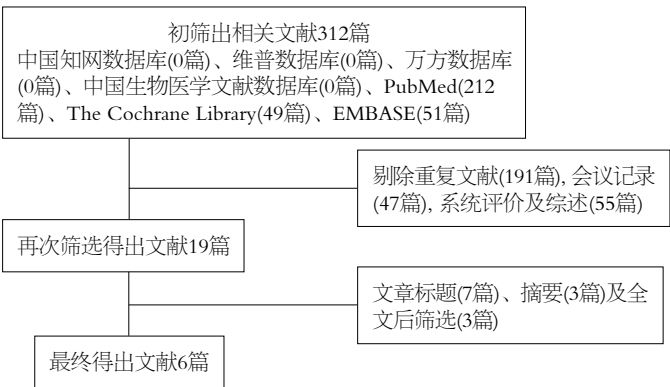 初筛出相关文献312篇
中国知网数据库(0篇)、维普数据库(0篇)、万方数据库
(0篇)、中国生物医学文献数据库(0篇)、PubMed(212
篇)、The Cochrane Library(49篇)、EMBASE(51篇)
剔除重复文献(191篇), 会议记录
(47篇), 系统评价及综述(55篇)
再次筛选得出文献19篇
文章标题(7篇)、摘要(3篇)及全
文后筛选(3篇)
最终得出文献6篇